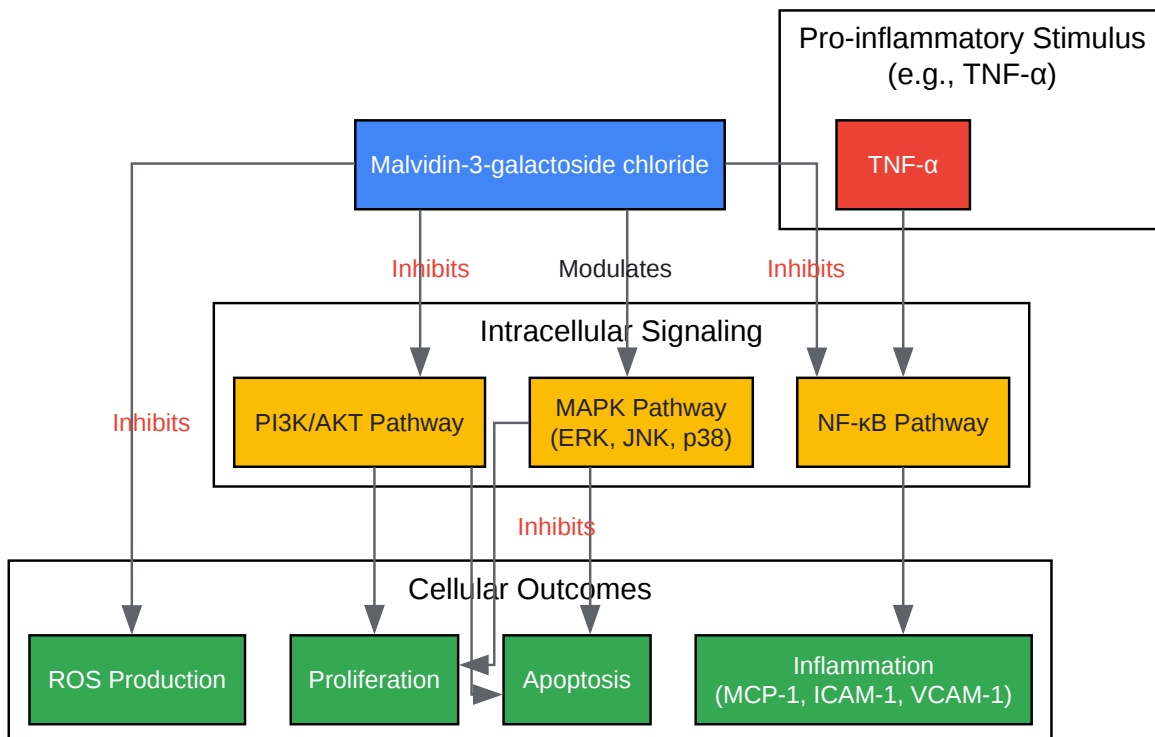 Pro-inflammatory Stimulus
(e.g., TNF-α)
Malvidin-3-galactoside chloride
TNF-α
Inhibits
Modulates
Inhibits
Intracellular Signaling
PI3K/AKT Pathway
MAPK Pathway
(ERK, JNK, p38)
NF-κB Pathway
Inhibits
Inhibits
Cellular Outcomes
ROS Production
Proliferation
Apoptosis
Inflammation
(MCP-1, ICAM-1, VCAM-1)